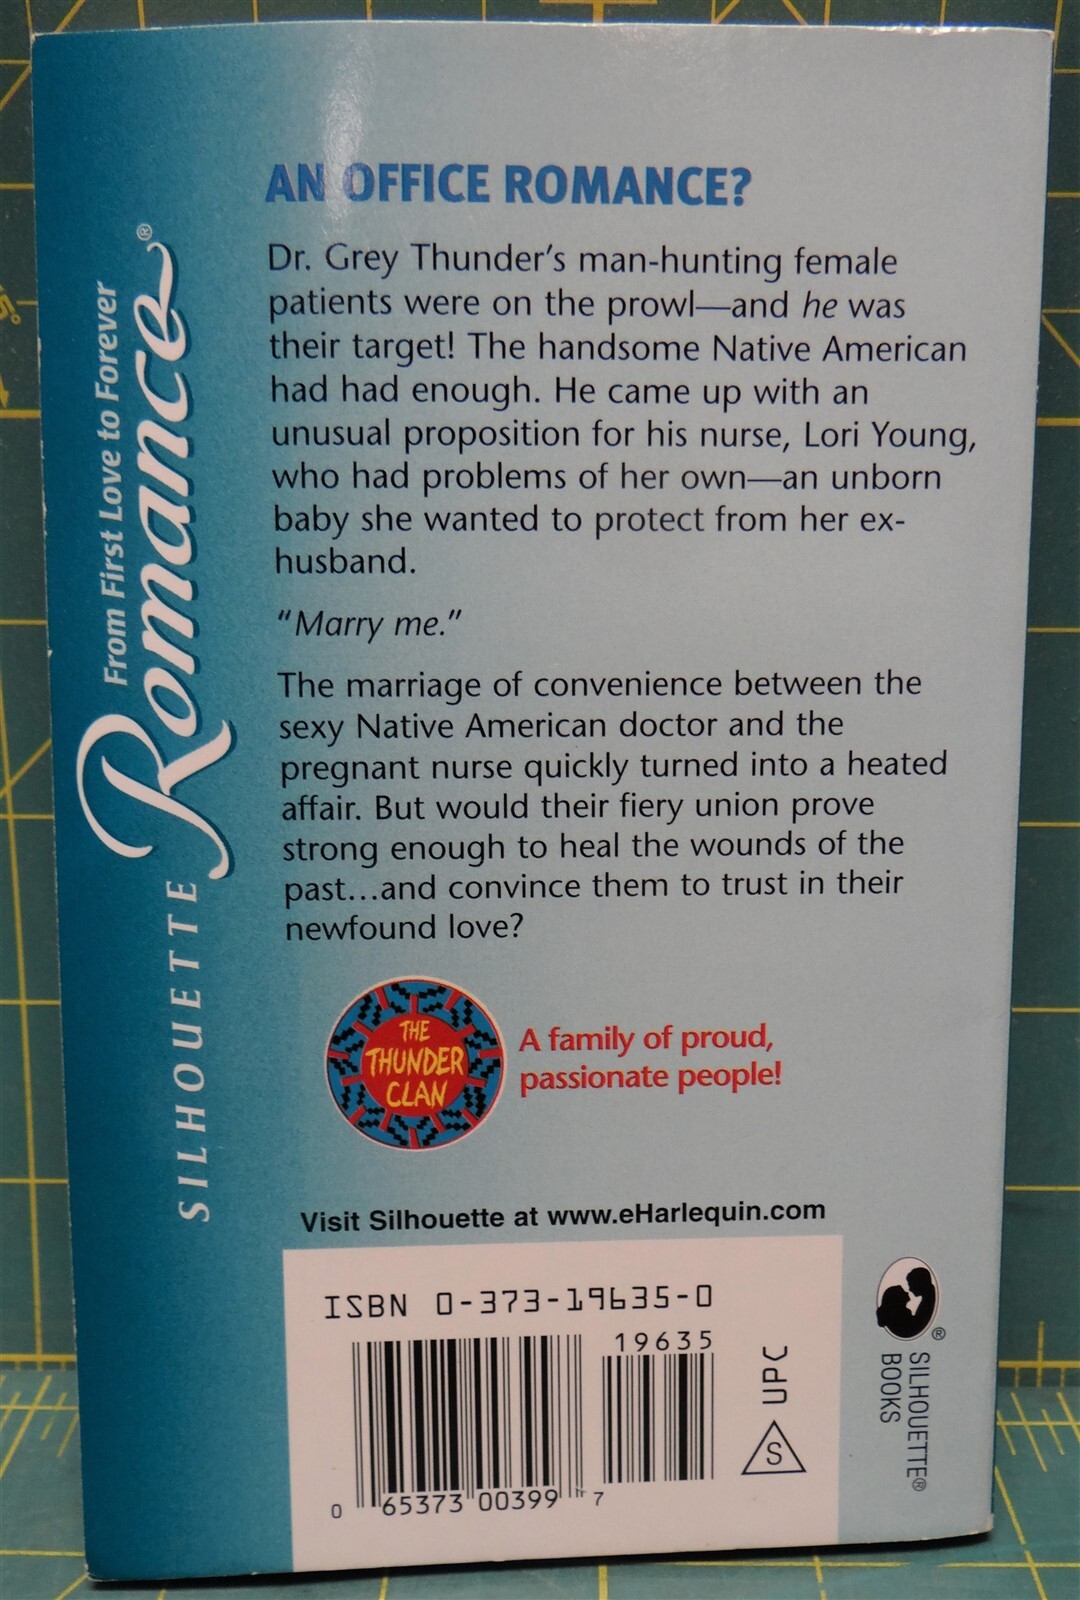 AN OFFICE ROMANCE?
Dr. Grey Thunder's man-hunting female
patients were on the prowl—and he was
their target! The handsome Native American
had had enough. He came up with an
unusual proposition for his nurse, Lori Young,
who had problems of her own—an unborn
baby she wanted to protect from her ex-
husband.
"Marry me."
The marriage of convenience between the
sexy Native American doctor and the
pregnant nurse quickly turned into a heated
affair. But would their fiery union prove
strong enough to heal the wounds of the
past...and convince them to trust in their
newfound love?
THE
THUNDER
CLAN
A family of proud,
passionate people!
Visit Silhouette at www.eHarlequin.com
ISBN 0-373-19635-0
19635
0 65373 00399 7
UPC
S
SILHOUETTE®
BOOKS
®
From First Love to Forever
SILHOUETTE Romance®